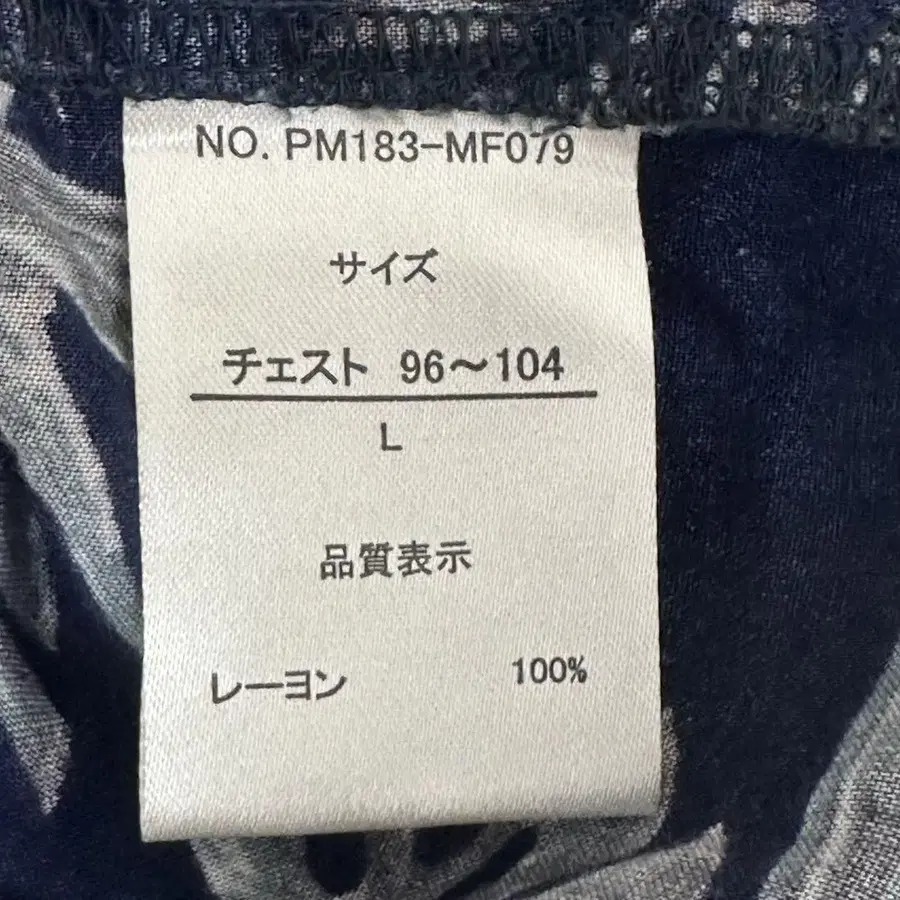 NO. PM183-MF079
サイズ
チェスト 96〜104
L
品質表示
レーヨン 100%